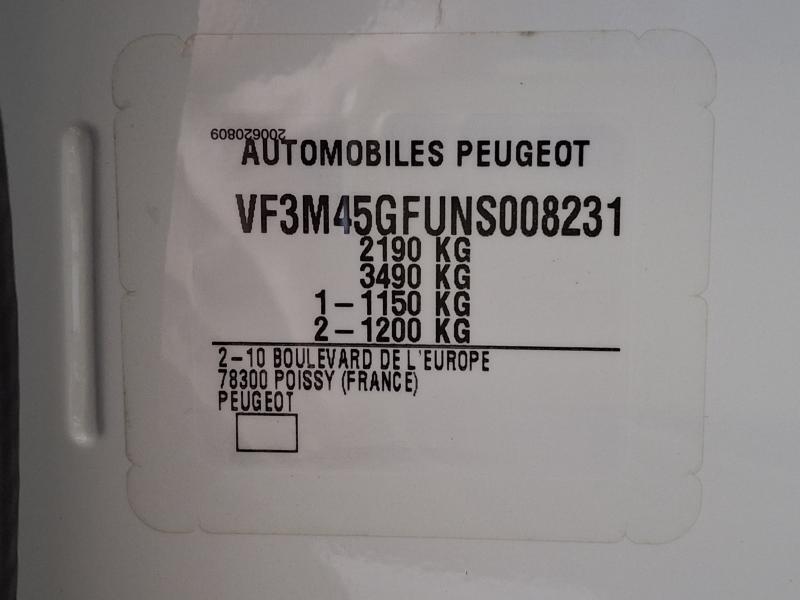 200620809
AUTOMOBILES PEUGEOT
VF3M45GFUNS008231
2190 KG
3490 KG
1-1150 KG
2-1200 KG
2-10 BOULEVARD DE L'EUROPE
78300 POISSY (FRANCE)
PEUGEOT